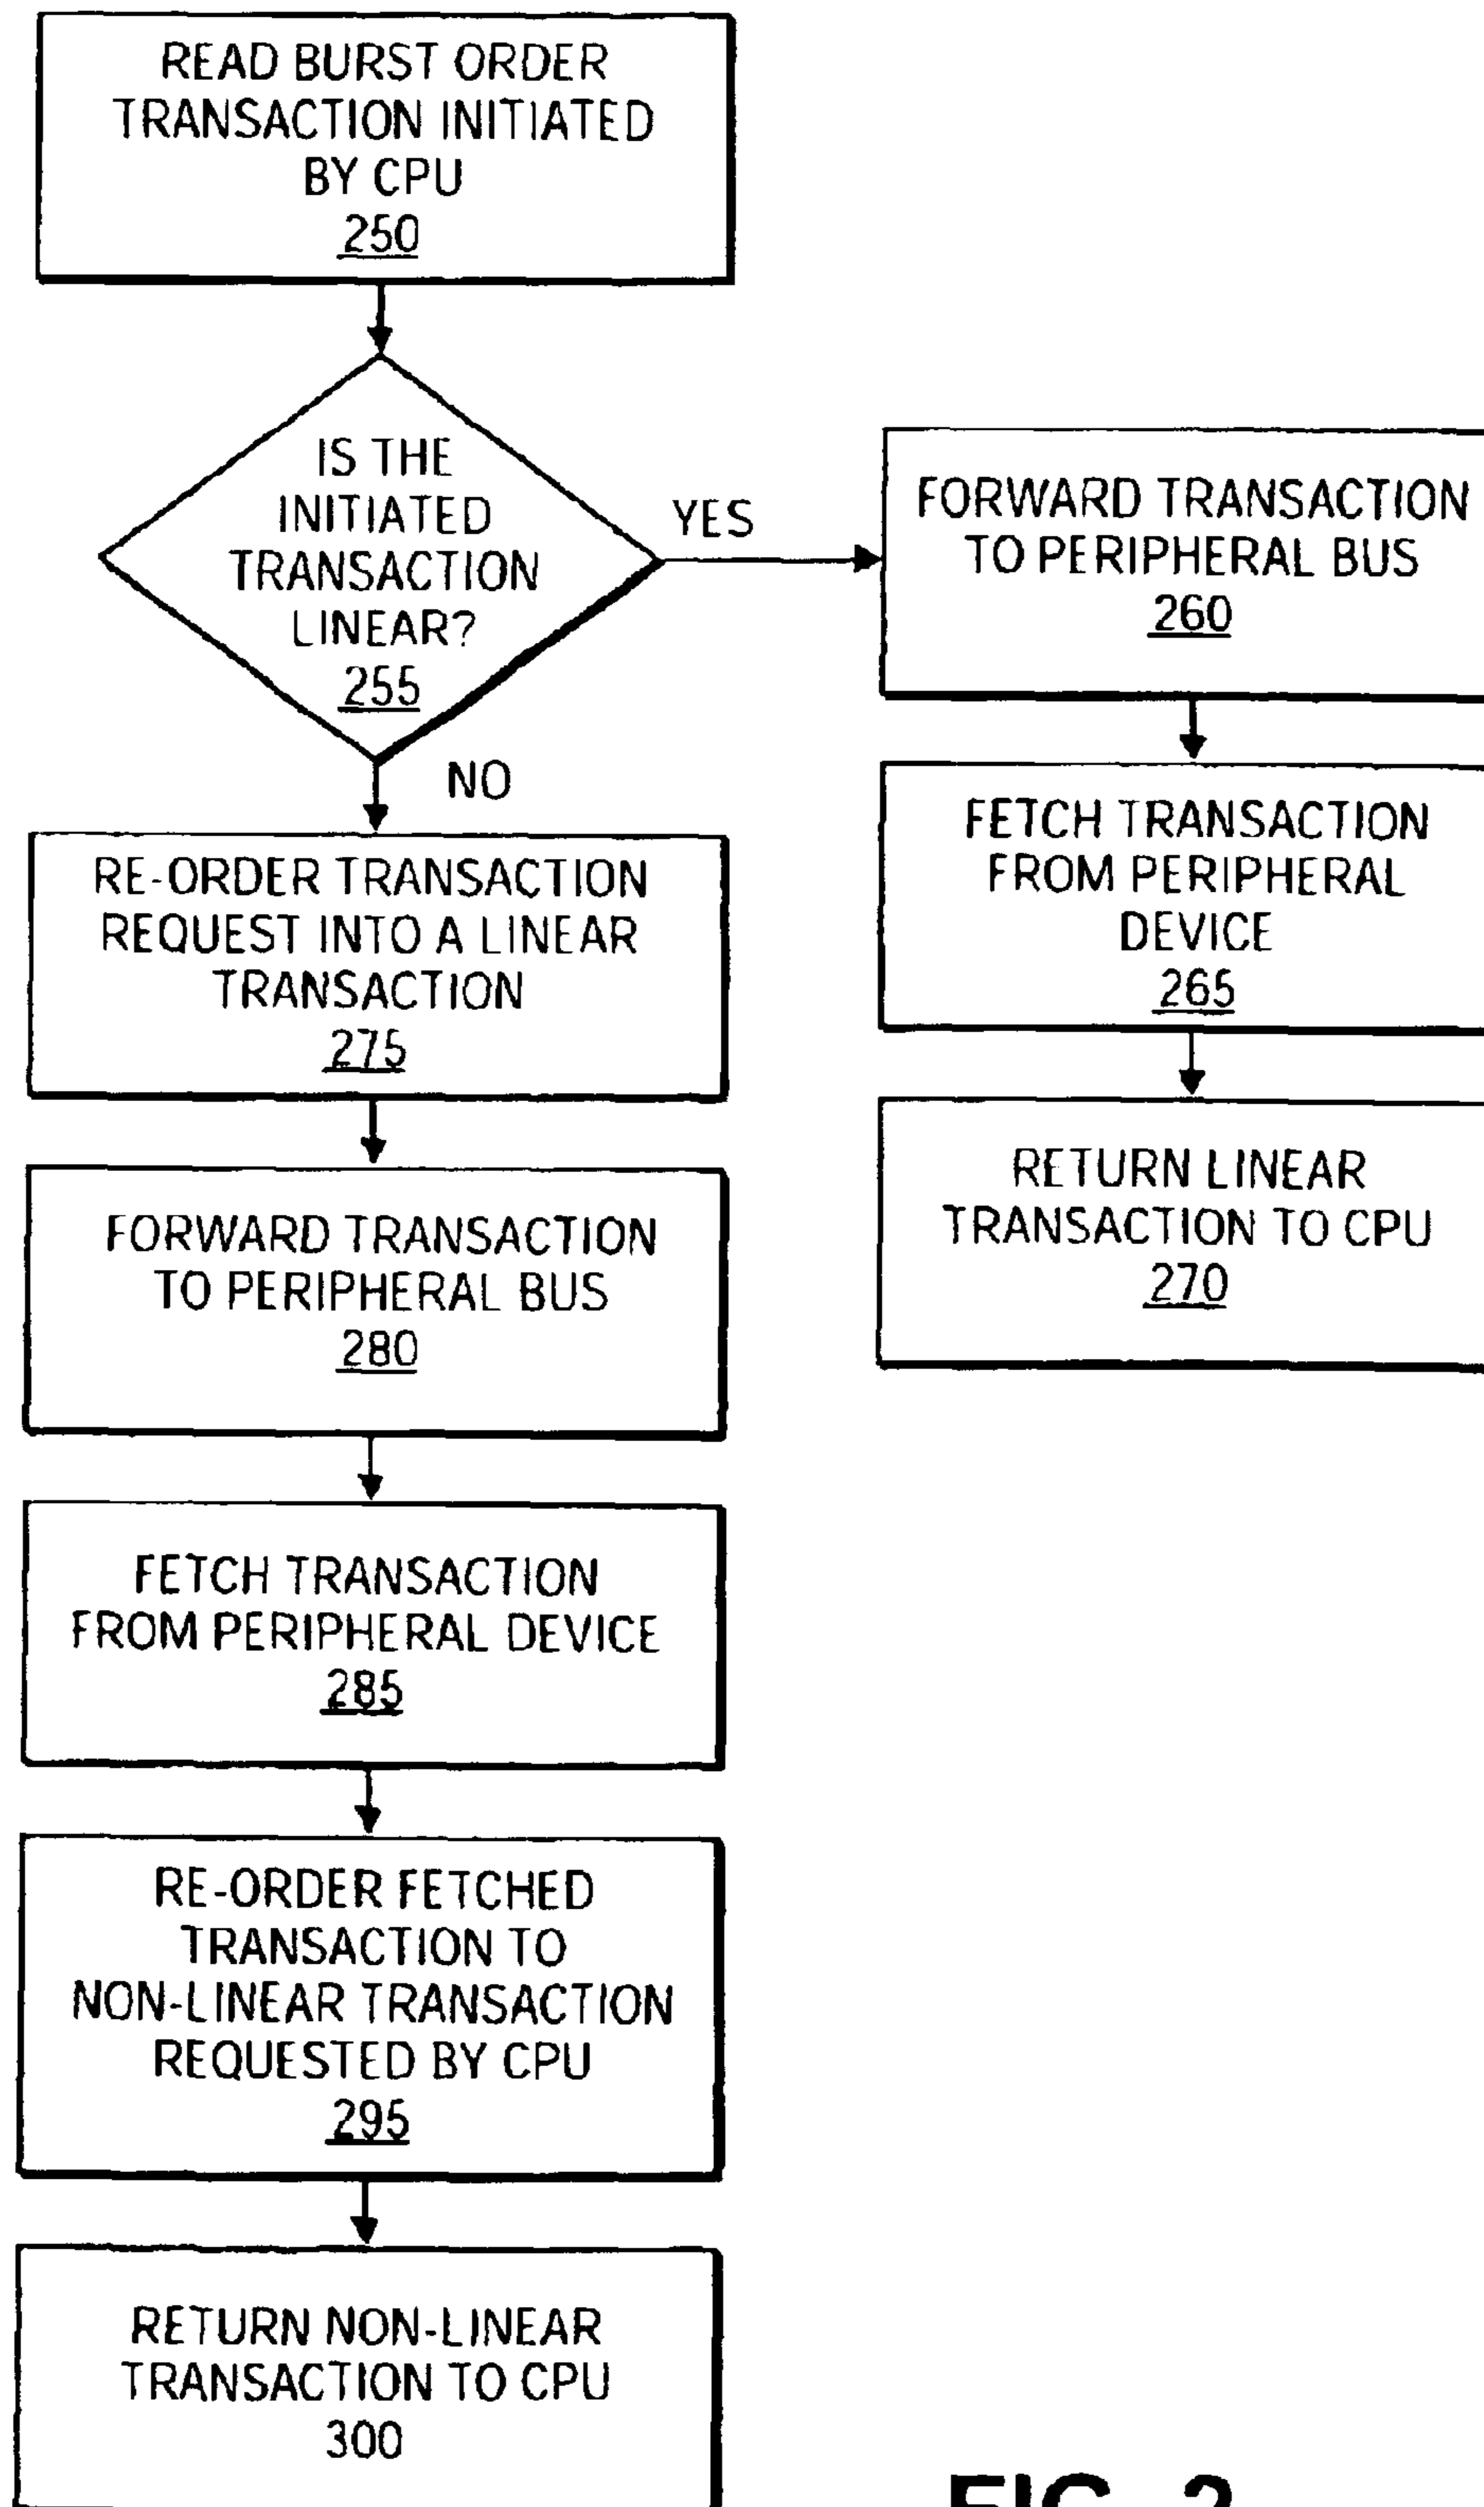 READ BURST ORDER
TRANSACTION INITIATED
BY CPU
250
IS THE
INITIATED
TRANSACTION
LINEAR?
255
YES
NO
FORWARD TRANSACTION
TO PERIPHERAL BUS
260
FETCH TRANSACTION
FROM PERIPHERAL
DEVICE
265
RETURN LINEAR
TRANSACTION TO CPU
270
RE-ORDER TRANSACTION
REQUEST INTO A LINEAR
TRANSACTION
275
FORWARD TRANSACTION
TO PERIPHERAL BUS
280
FETCH TRANSACTION
FROM PERIPHERAL DEVICE
285
RE-ORDER FETCHED
TRANSACTION TO
NON-LINEAR TRANSACTION
REQUESTED BY CPU
295
RETURN NON-LINEAR
TRANSACTION TO CPU
300
FIG.